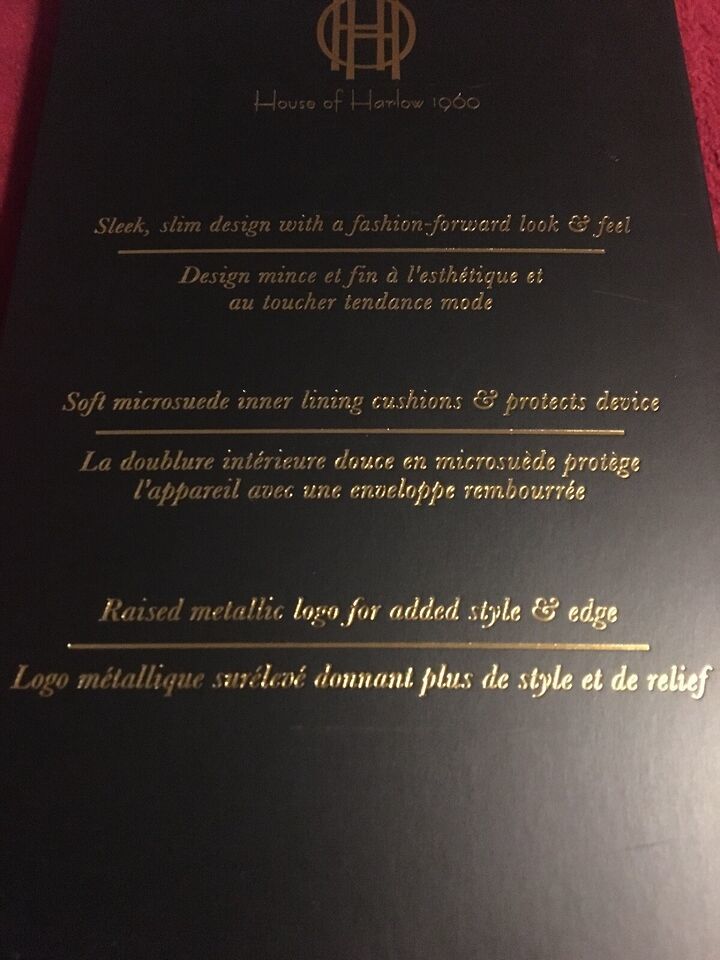 House of Harlow 1960
Sleek, slim design with a fashion-forward look & feel
Design mince et fin à l'esthétique et
au toucher tendance mode
Soft microsuede inner lining cushions & protects device
La doublure intérieure douce en microsuède protège
l'appareil avec une enveloppe rembourrée
Raised metallic logo for added style & edge
Logo métallique surélevé donnant plus de style et de relief